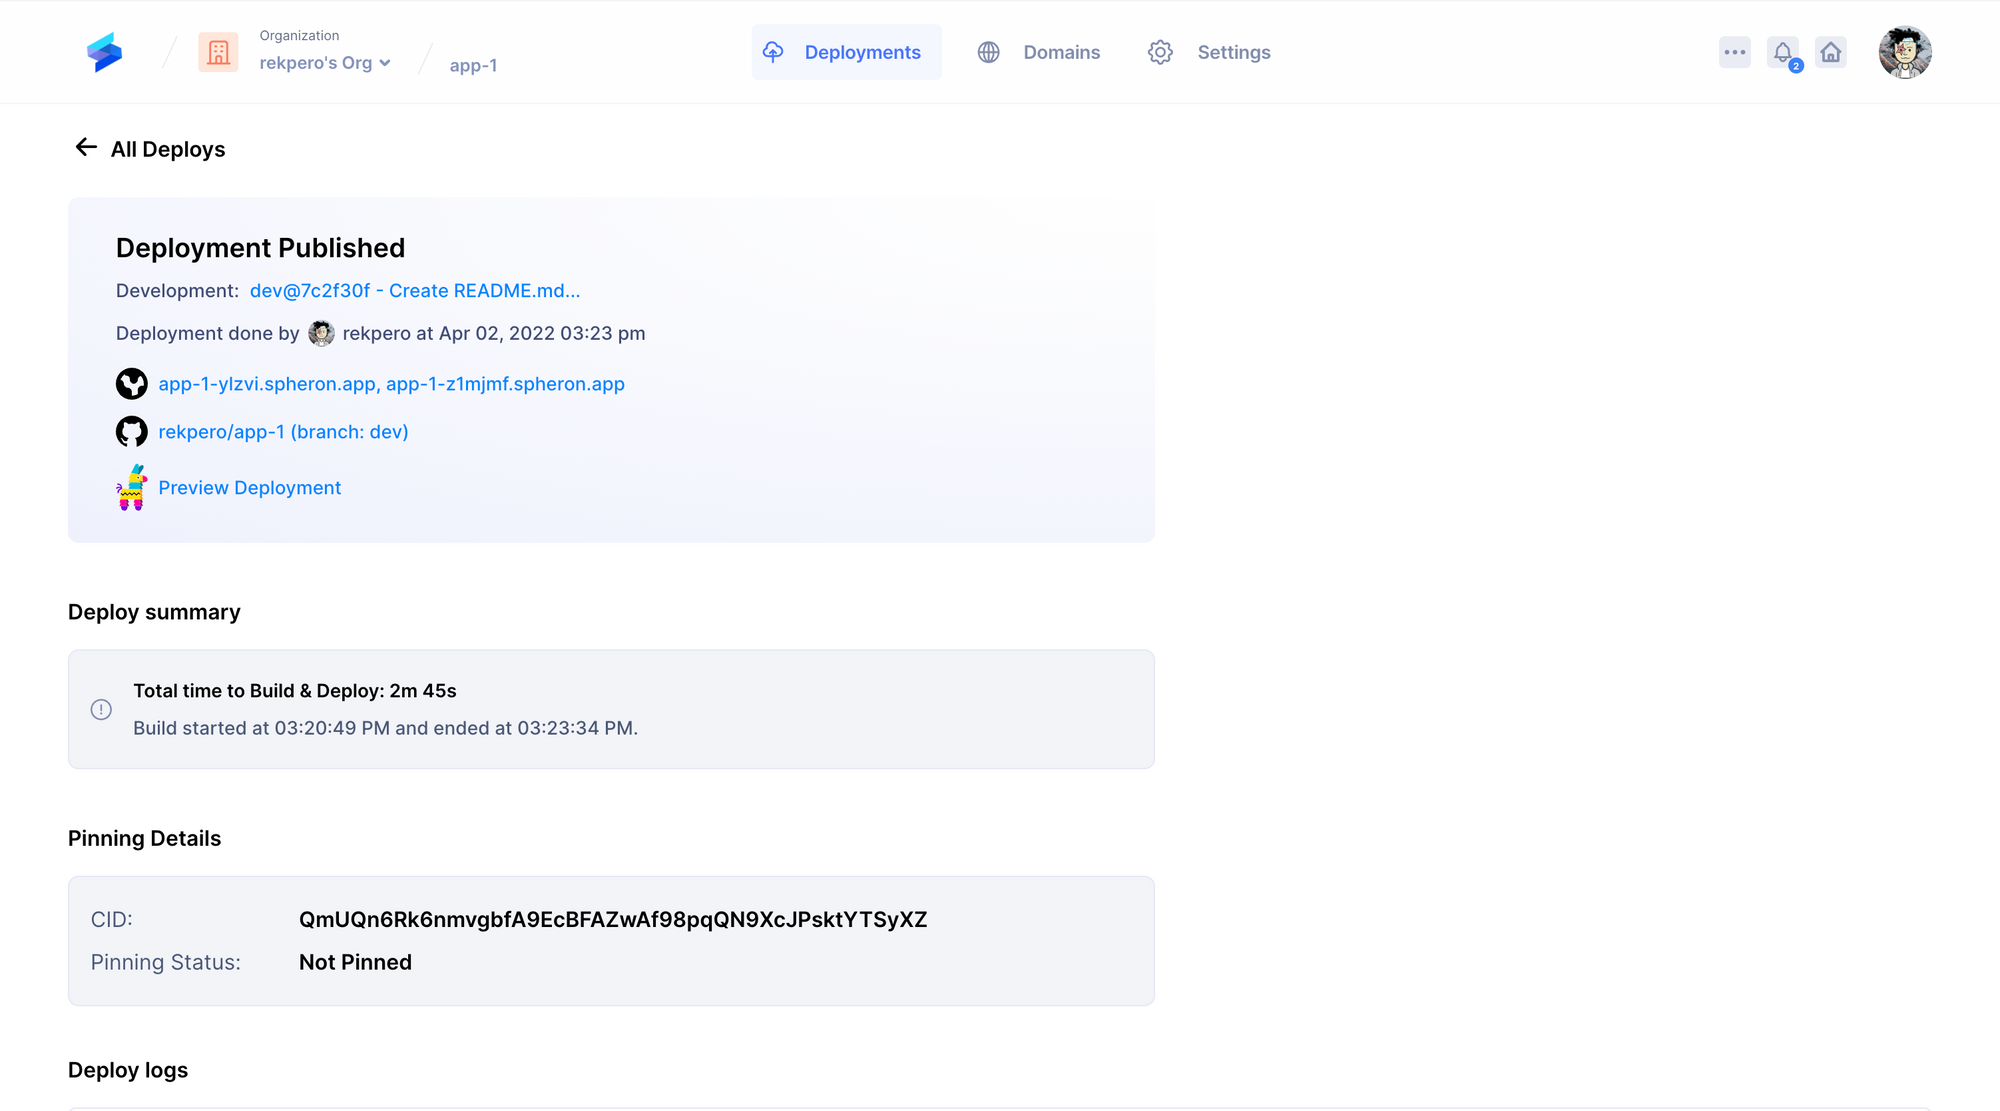 Organization
rekpero's Org
app-1
Deployments
Domains
Settings
2
All Deploys
Deployment Published
Development: dev@7c2f30f - Create README.md...
Deployment done by rekpero at Apr 02, 2022 03:23 pm
app-1-ylzvi.spheron.app, app-1-z1mjmf.spheron.app
rekpero/app-1 (branch: dev)
Preview Deployment
Deploy summary
Total time to Build & Deploy: 2m 45s
Build started at 03:20:49 PM and ended at 03:23:34 PM.
Pinning Details
CID: QmUQn6Rk6nmvgbfA9EcBFAZwAf98pqQN9XcJPsktYTSyXZ
Pinning Status: Not Pinned
Deploy logs